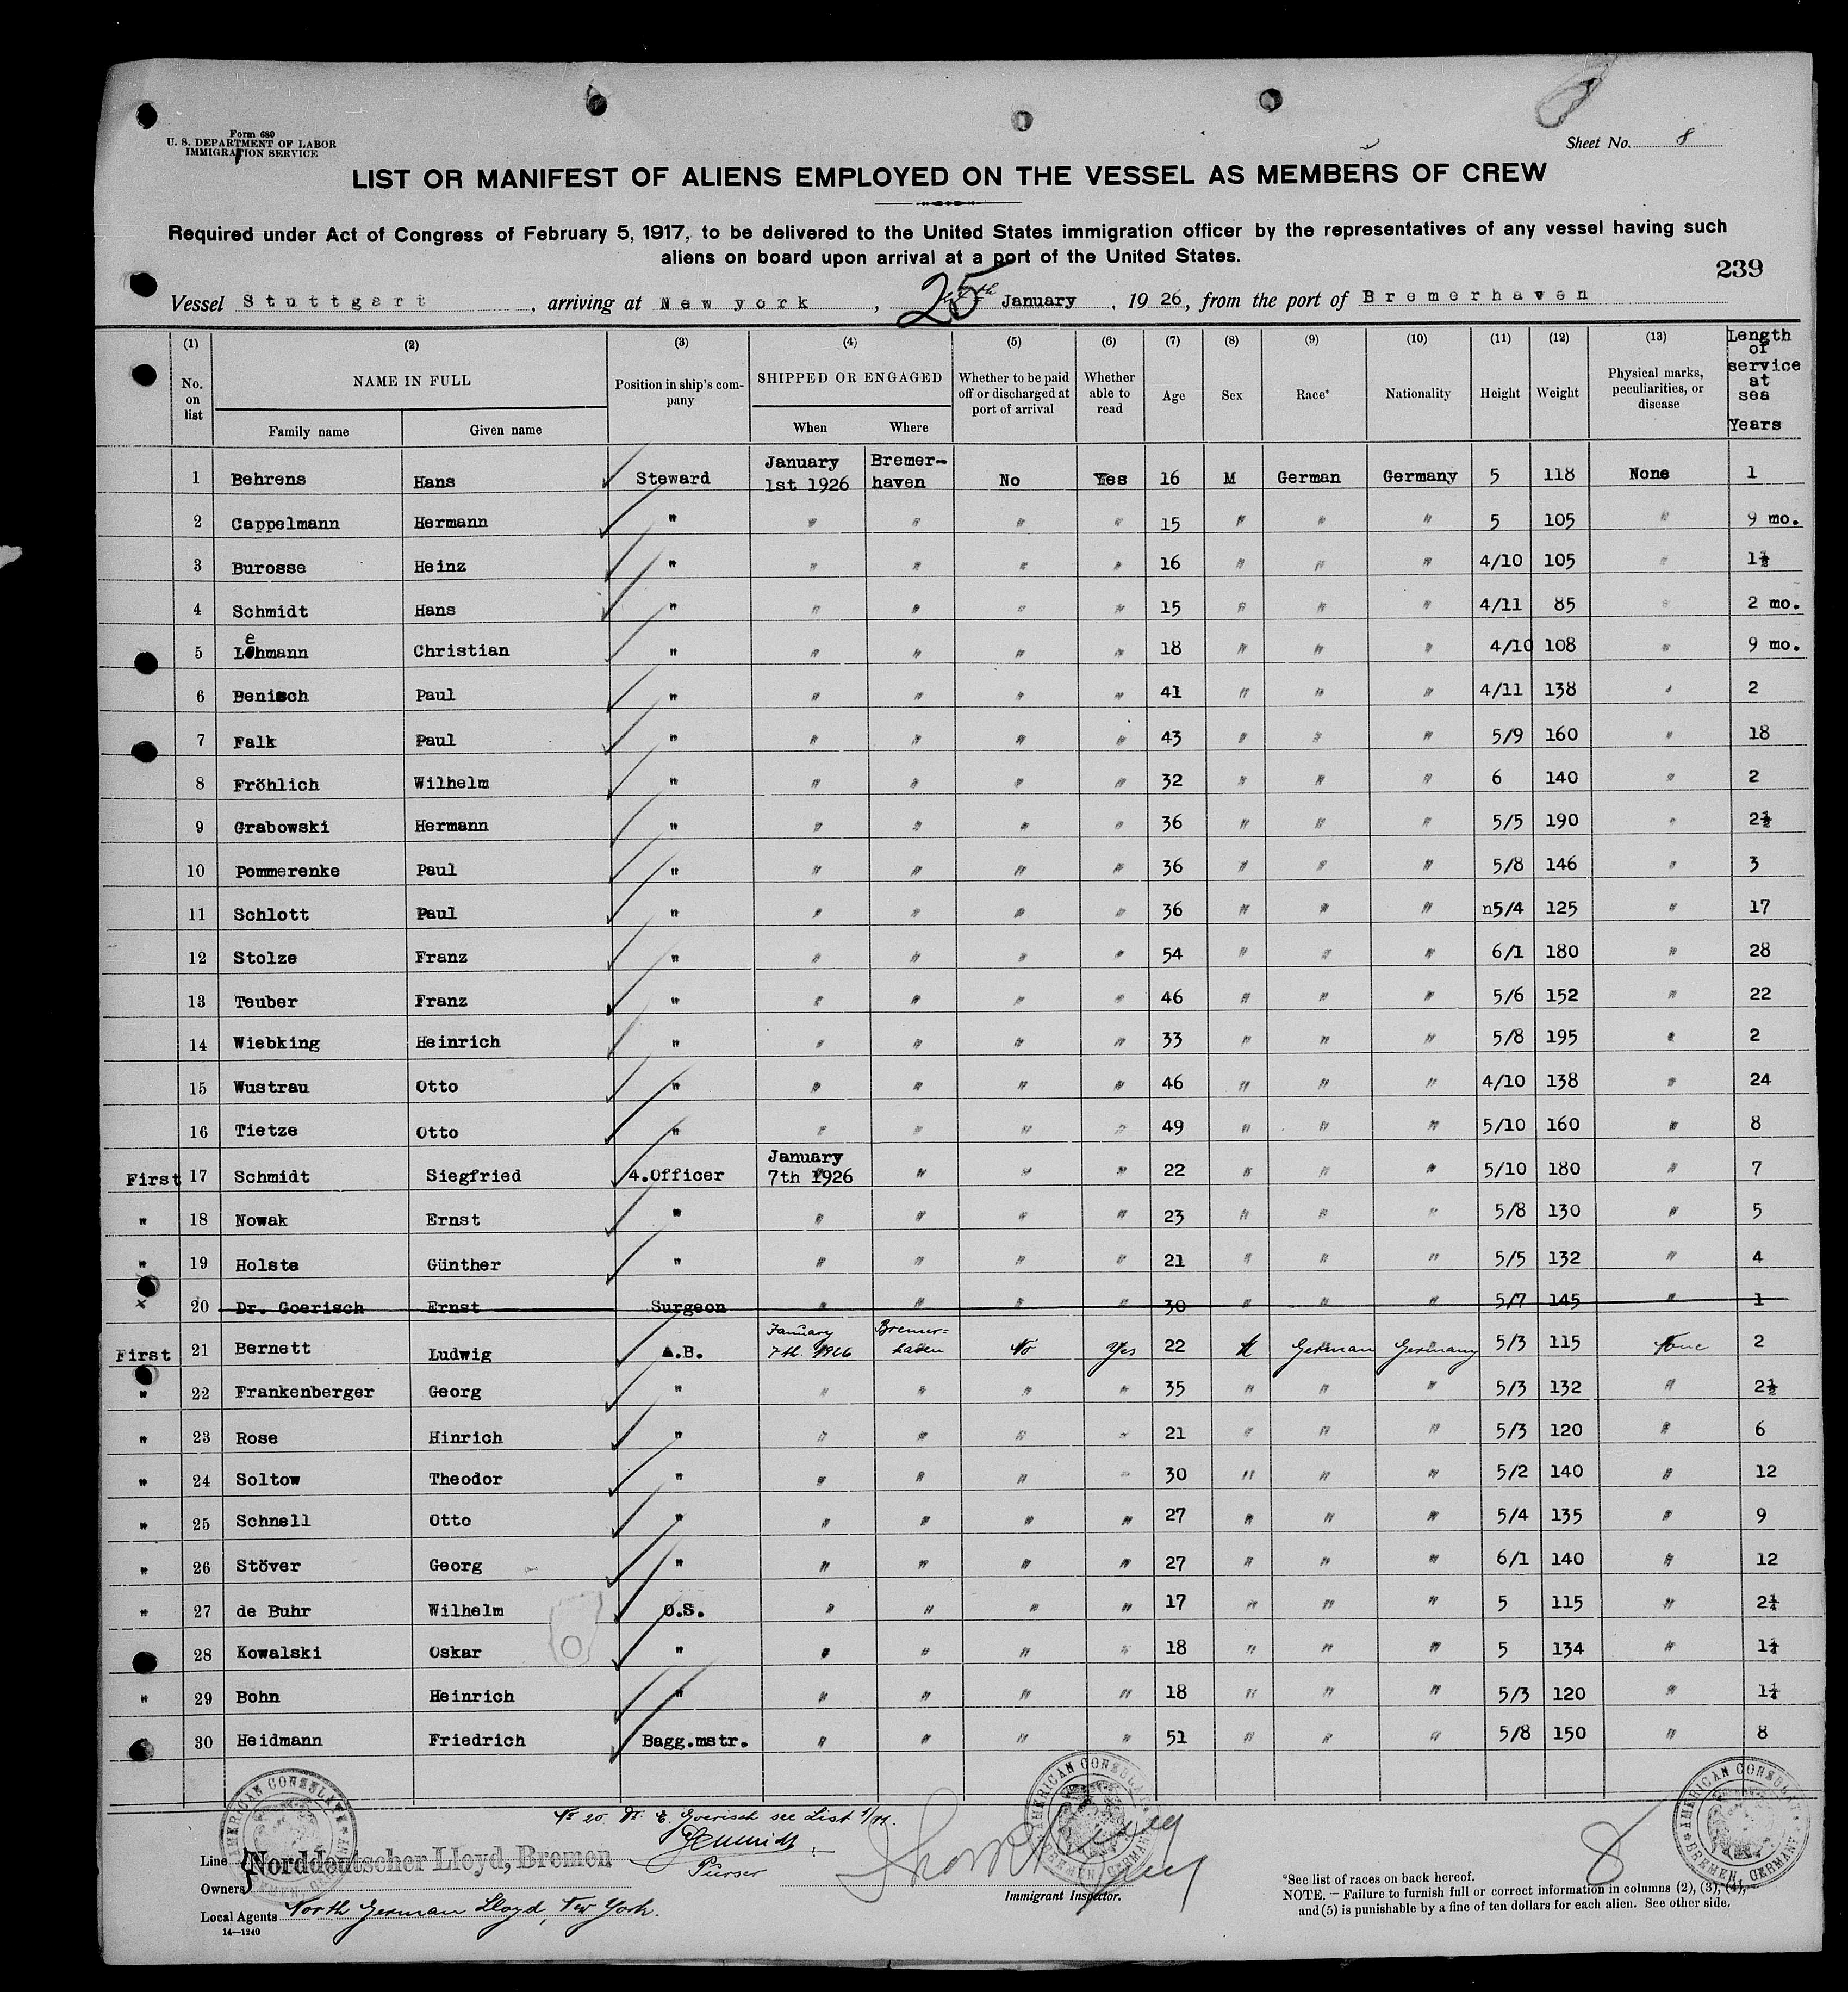 Form 680
U. S. DEPARTMENT OF LABOR
IMMIGRATION SERVICE
Sheet No. 8
LIST OR MANIFEST OF ALIENS EMPLOYED ON THE VESSEL AS MEMBERS OF CREW
Required under Act of Congress of February 5, 1917, to be delivered to the United States immigration officer by the representatives of any vessel having such
aliens on board upon arrival at a port of the United States.
239
Vessel Stuttgart, arriving at New york, 25th January, 1926, from the port of Bremerhaven
(1) (2) (3) (4) (5) (6) (7) (8) (9) (10) (11) (12) (13) Length of service at sea Years
No. on list NAME IN FULL Position in ship's company SHIPPED OR ENGAGED Whether to be paid off or discharged at port of arrival Whether able to read Age Sex Race* Nationality Height Weight Physical marks, peculiarities, or disease
Family name Given name When Where
1 Behrens Hans Steward January 1st 1926 Bremer-haven No Yes 16 M German Germany 5 118 None 1
2 Cappelmann Hermann " " " " " 15 " " " 5 105 " 9 mo.
3 Burosse Heinz " " " " " 16 " " " 4/10 105 " 1½
4 Schmidt Hans " " " " " 15 " " " 4/11 85 " 2 mo.
5 Lehmann Christian " " " " " 18 " " " 4/10 108 " 9 mo.
6 Benisch Paul " " " " " 41 " " " 4/11 138 " 2
7 Falk Paul " " " " " 43 " " " 5/9 160 " 18
8 Fröhlich Wilhelm " " " " " 32 " " " 6 140 " 2
9 Grabowski Hermann " " " " " 36 " " " 5/5 190 " 2½
10 Pommerenke Paul " " " " " 36 " " " 5/8 146 " 3
11 Schlott Paul " " " " " 36 " " " n5/4 125 " 17
12 Stolze Franz " " " " " 54 " " " 6/1 180 " 28
13 Teuber Franz " " " " " 46 " " " 5/6 152 " 22
14 Wiebking Heinrich " " " " " 33 " " " 5/8 195 " 2
15 Wustrau Otto " " " " " 46 " " " 4/10 138 " 24
16 Tietze Otto " " " " " 49 " " " 5/10 160 " 8
First 17 Schmidt Siegfried 4.Officer January 7th 1926 " " " 22 " " " 5/10 180 " 7
" 18 Nowak Ernst " " " " " 23 " " " 5/8 130 " 5
" 19 Holste Günther " " " " " 21 " " " 5/5 132 " 4
x 20 Dr. Goerisch Ernst Surgeon " " " " 30 " " " 5/7 145 " 1
First 21 Bernett Ludwig A.B. January 7th 1926 Bremer=haven No Yes 22 M German Germany 5/3 115 None 2
" 22 Frankenberger Georg " " " " " 35 " " " 5/3 132 " 2½
" 23 Rose Hinrich " " " " " 21 " " " 5/3 120 " 6
" 24 Soltow Theodor " " " " " 30 " " " 5/2 140 " 12
" 25 Schnell Otto " " " " " 27 " " " 5/4 135 " 9
" 26 Stöver Georg " " " " " 27 " " " 6/1 140 " 12
" 27 de Buhr Wilhelm O.S. " " " " 17 " " " 5 115 " 2¼
28 Kowalski Oskar " " " " " 18 " " " 5 134 " 1¼
" 29 Bohn Heinrich " " " " " 18 " " " 5/3 120 " 1¼
30 Heidmann Friedrich Bagg.mstr. " " " " 51 " " " 5/8 150 " 8
No 20. Dr. E. Goerisch see List 1/
Line Norddeutscher Lloyd, Bremen
Purser
Owners
Immigrant Inspector.
Local Agents North German Lloyd, New York.
14—1240
8
*See list of races on back hereof.
NOTE.—Failure to furnish full or correct information in columns (2), (3), (4),
and (5) is punishable by a fine of ten dollars for each alien. See other side.
AMERICAN CONSULATE BREMEN, GERMANY
AMERICAN CONSULATE BREMEN, GERMANY
AMERICAN CONSULATE BREMEN, GERMANY